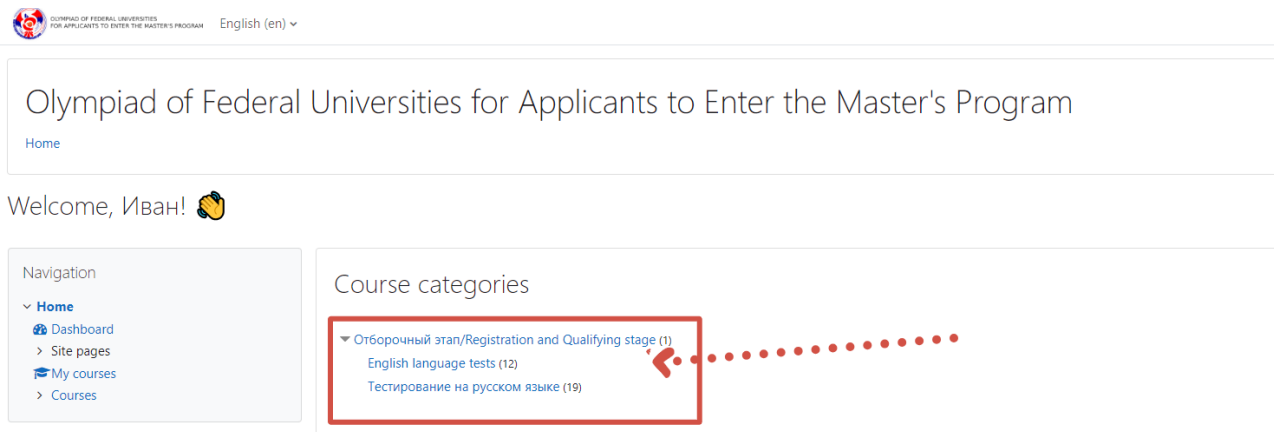 OLYMPIAD OF FEDERAL UNIVERSITIES
FOR APPLICANTS TO ENTER THE MASTER'S PROGRAM
English (en)
Olympiad of Federal Universities for Applicants to Enter the Master's Program
Home
Welcome, Иван!
Navigation
Home
Dashboard
Site pages
My courses
Courses
Course categories
Отборочный этап/Registration and Qualifying stage (1)
English language tests (12)
Тестирование на русском языке (19)